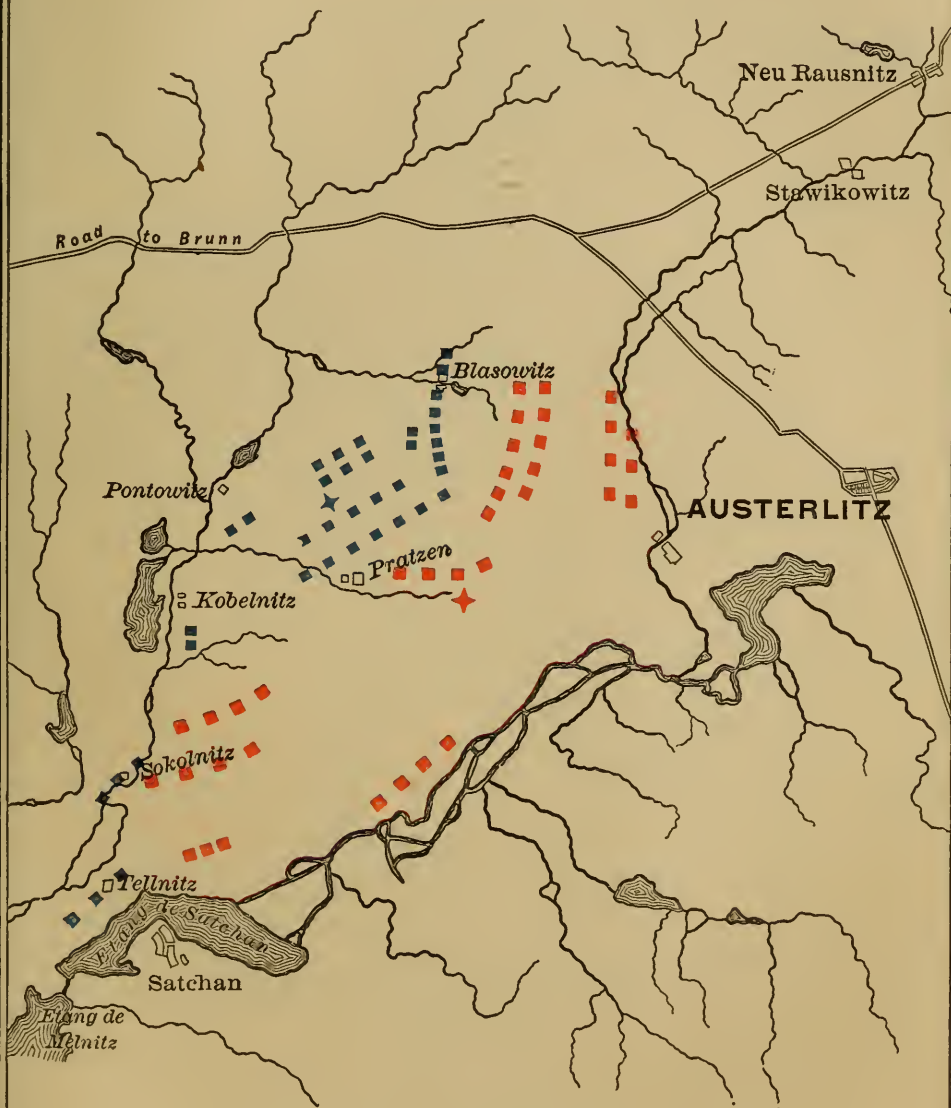 Neu Rausnitz
Stawikowitz
Road to Brunn
Blasowitz
Pontowitz
AUSTERLITZ
Pratzen
Kobelnitz
Sokolnitz
Tellnitz
Etang de Satchan
Satchan
Etang de
Melnitz